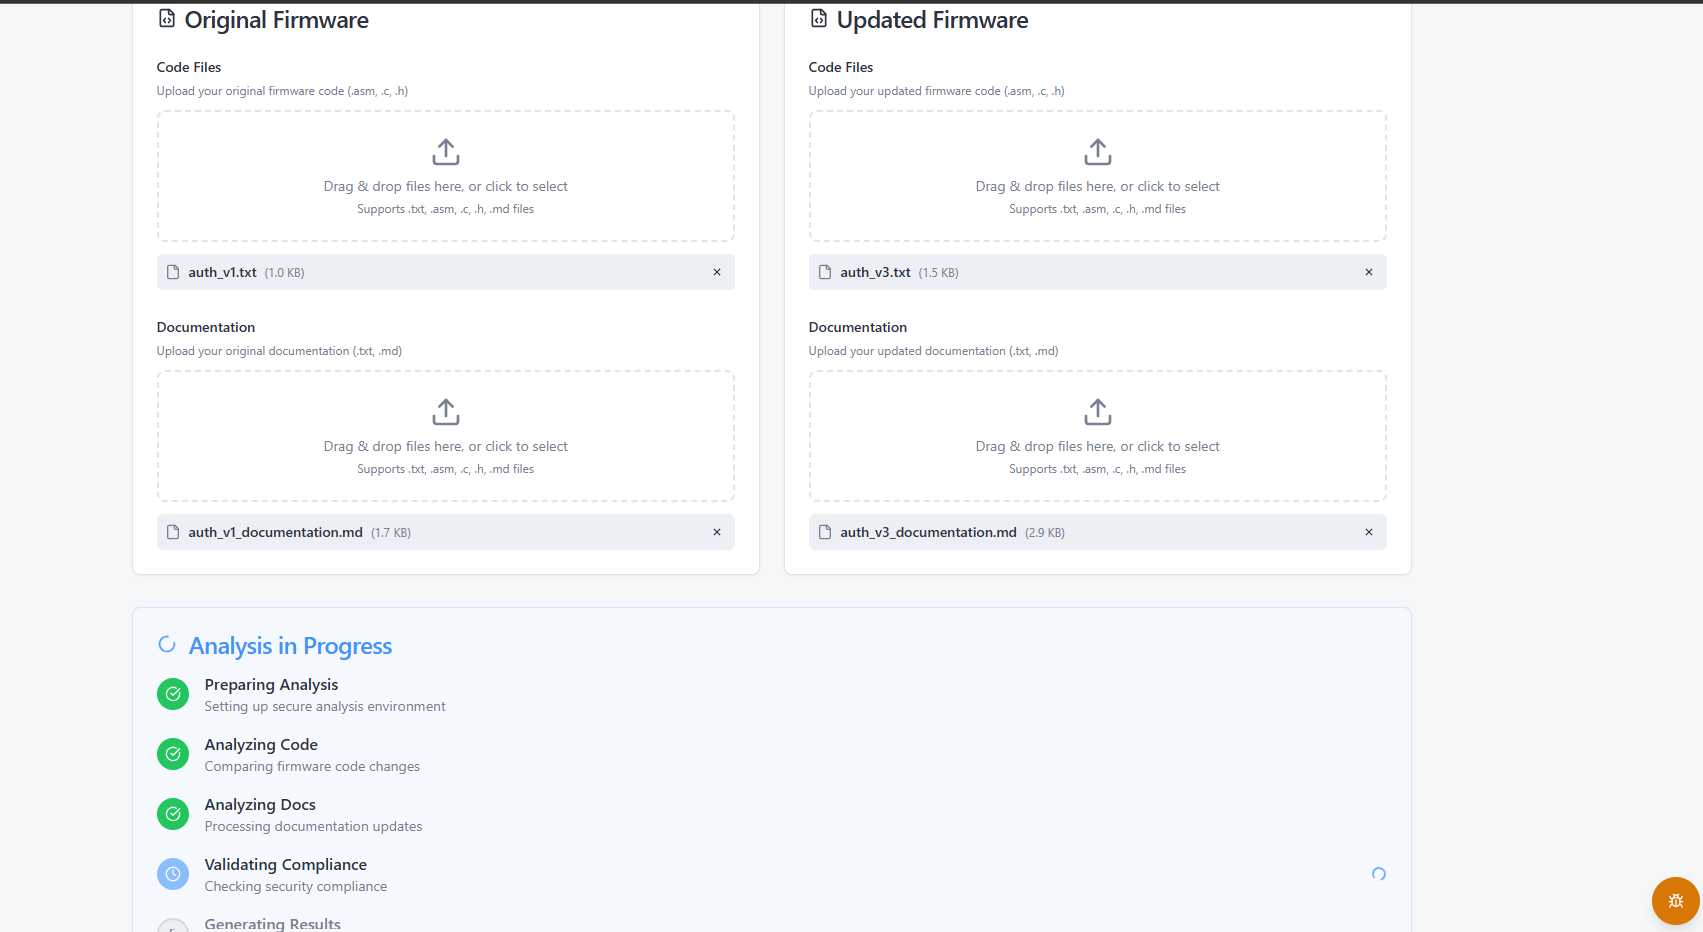 Original Firmware
Code Files
Upload your original firmware code (.asm, .c, .h)
Drag & drop files here, or click to select
Supports .txt, .asm, .c, .h, .md files
auth_v1.txt (1.0 KB)
Documentation
Upload your original documentation (.txt, .md)
Drag & drop files here, or click to select
Supports .txt, .asm, .c, .h, .md files
auth_v1_documentation.md (1.7 KB)
Updated Firmware
Code Files
Upload your updated firmware code (.asm, .c, .h)
Drag & drop files here, or click to select
Supports .txt, .asm, .c, .h, .md files
auth_v3.txt (1.5 KB)
Documentation
Upload your updated documentation (.txt, .md)
Drag & drop files here, or click to select
Supports .txt, .asm, .c, .h, .md files
auth_v3_documentation.md (2.9 KB)
Analysis in Progress
Preparing Analysis
Setting up secure analysis environment
Analyzing Code
Comparing firmware code changes
Analyzing Docs
Processing documentation updates
Validating Compliance
Checking security compliance
Generating Results